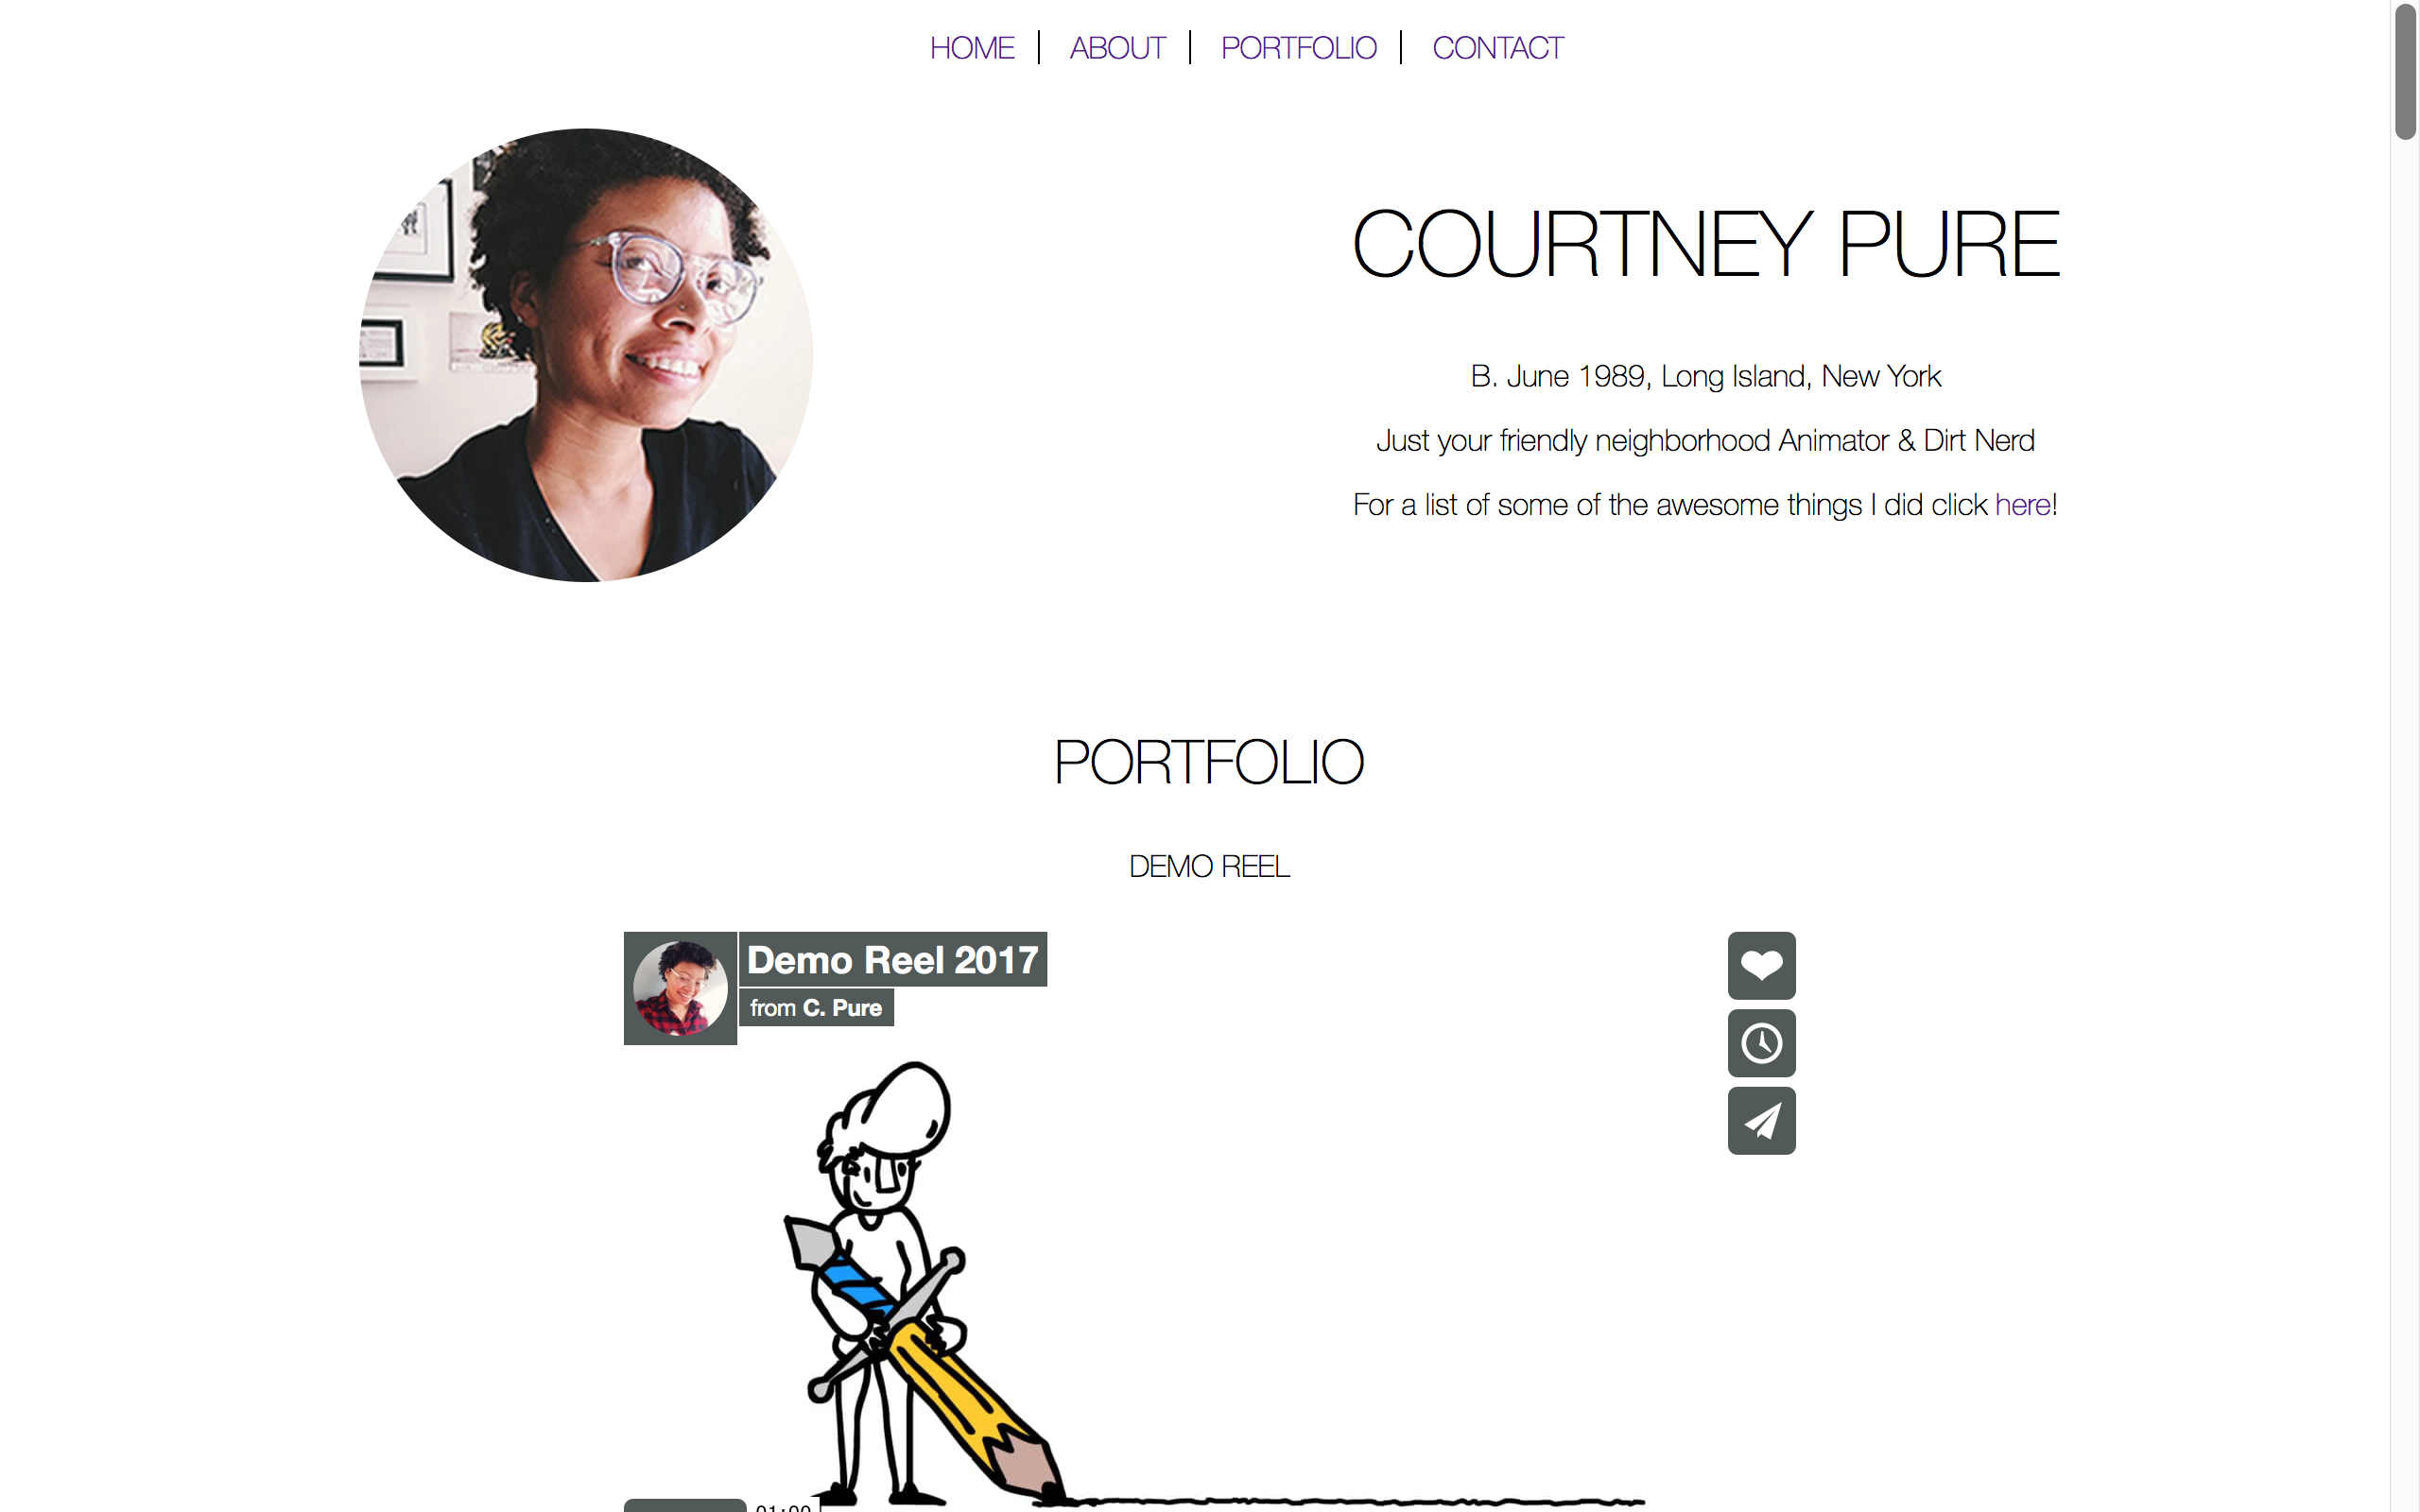 HOME ABOUT PORTFOLIO CONTACT
COURTNEY PURE
B. June 1989, Long Island, New York
Just your friendly neighborhood Animator & Dirt Nerd
For a list of some of the awesome things I did click here!
PORTFOLIO
DEMO REEL
Demo Reel 2017
from C. Pure
01:00